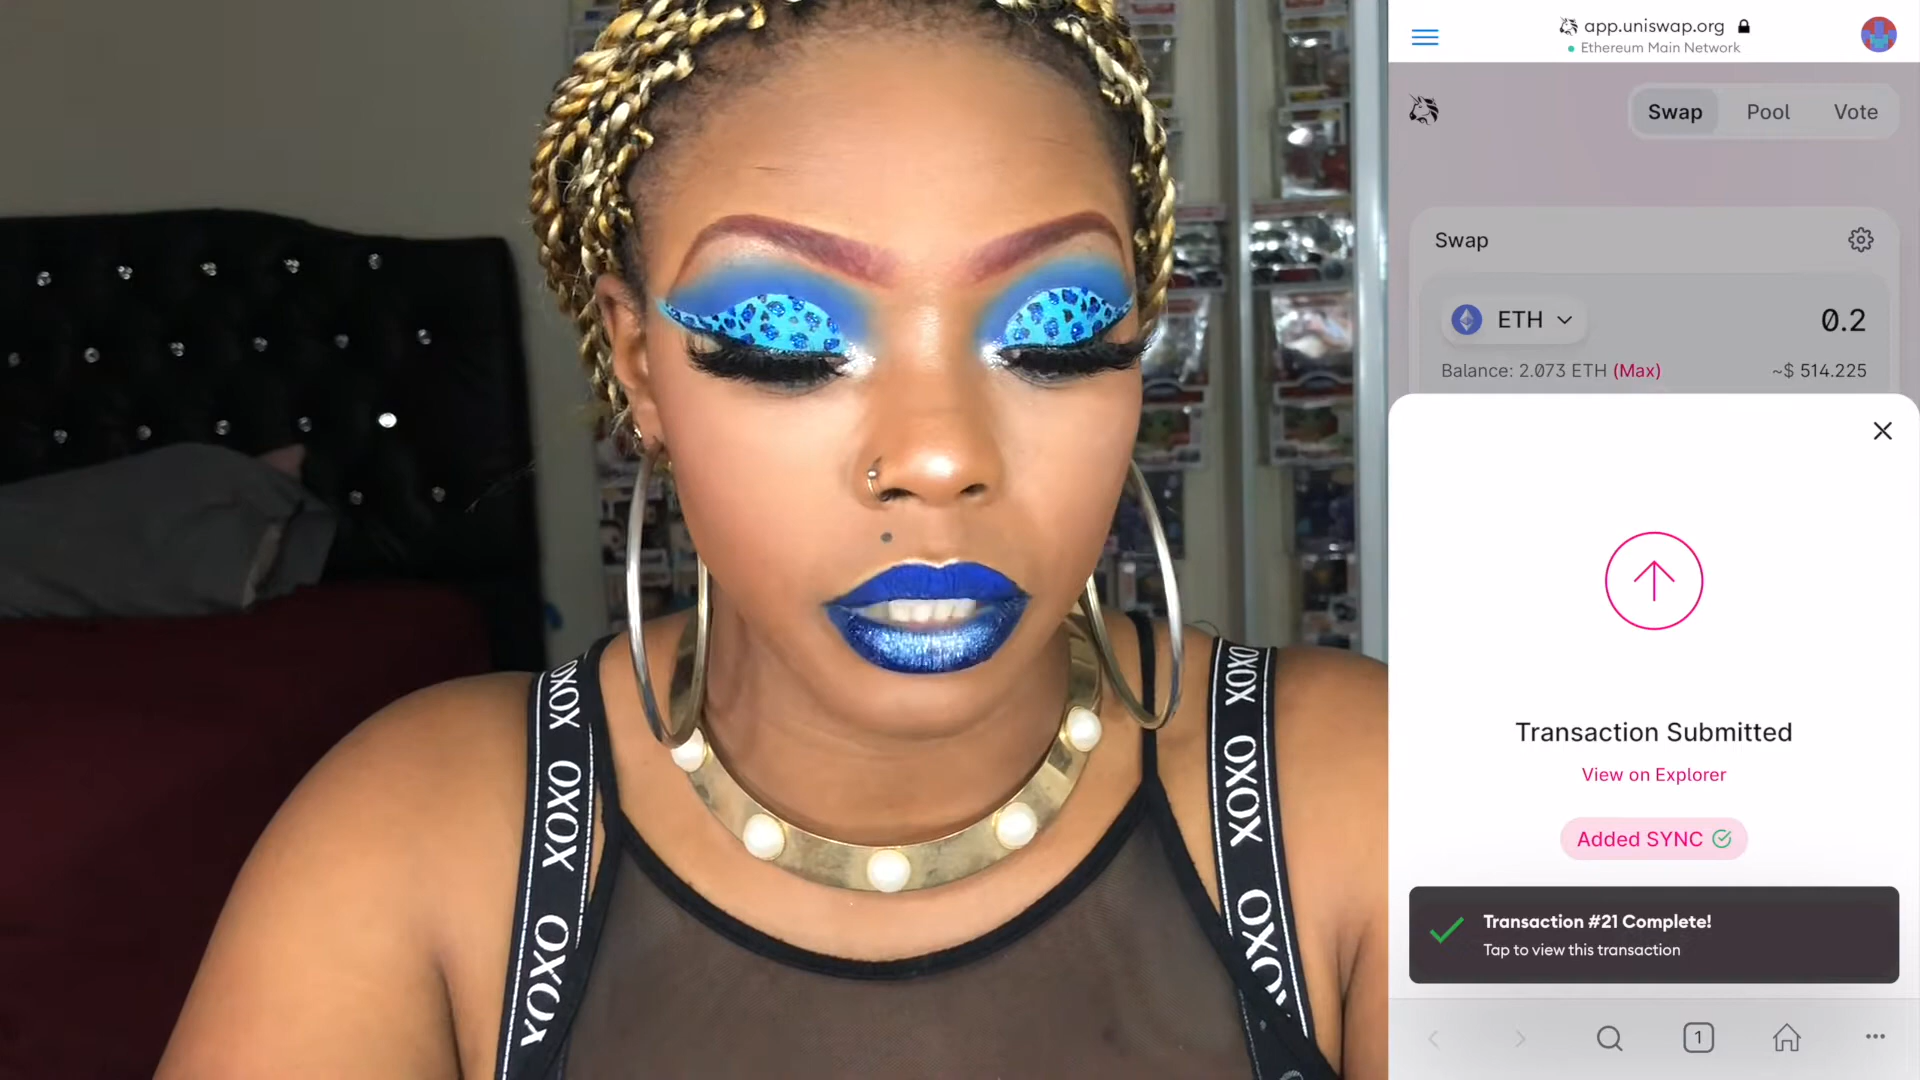 XOXO
XOXO
XOXO
XOXO
OXOX
OXO
app.uniswap.org
Ethereum Main Network
Swap Pool Vote
Swap
ETH 0.2
Balance: 2.073 ETH (Max) ~$ 514.225
Transaction Submitted
View on Explorer
Added SYNC
Transaction #21 Complete!
Tap to view this transaction
1